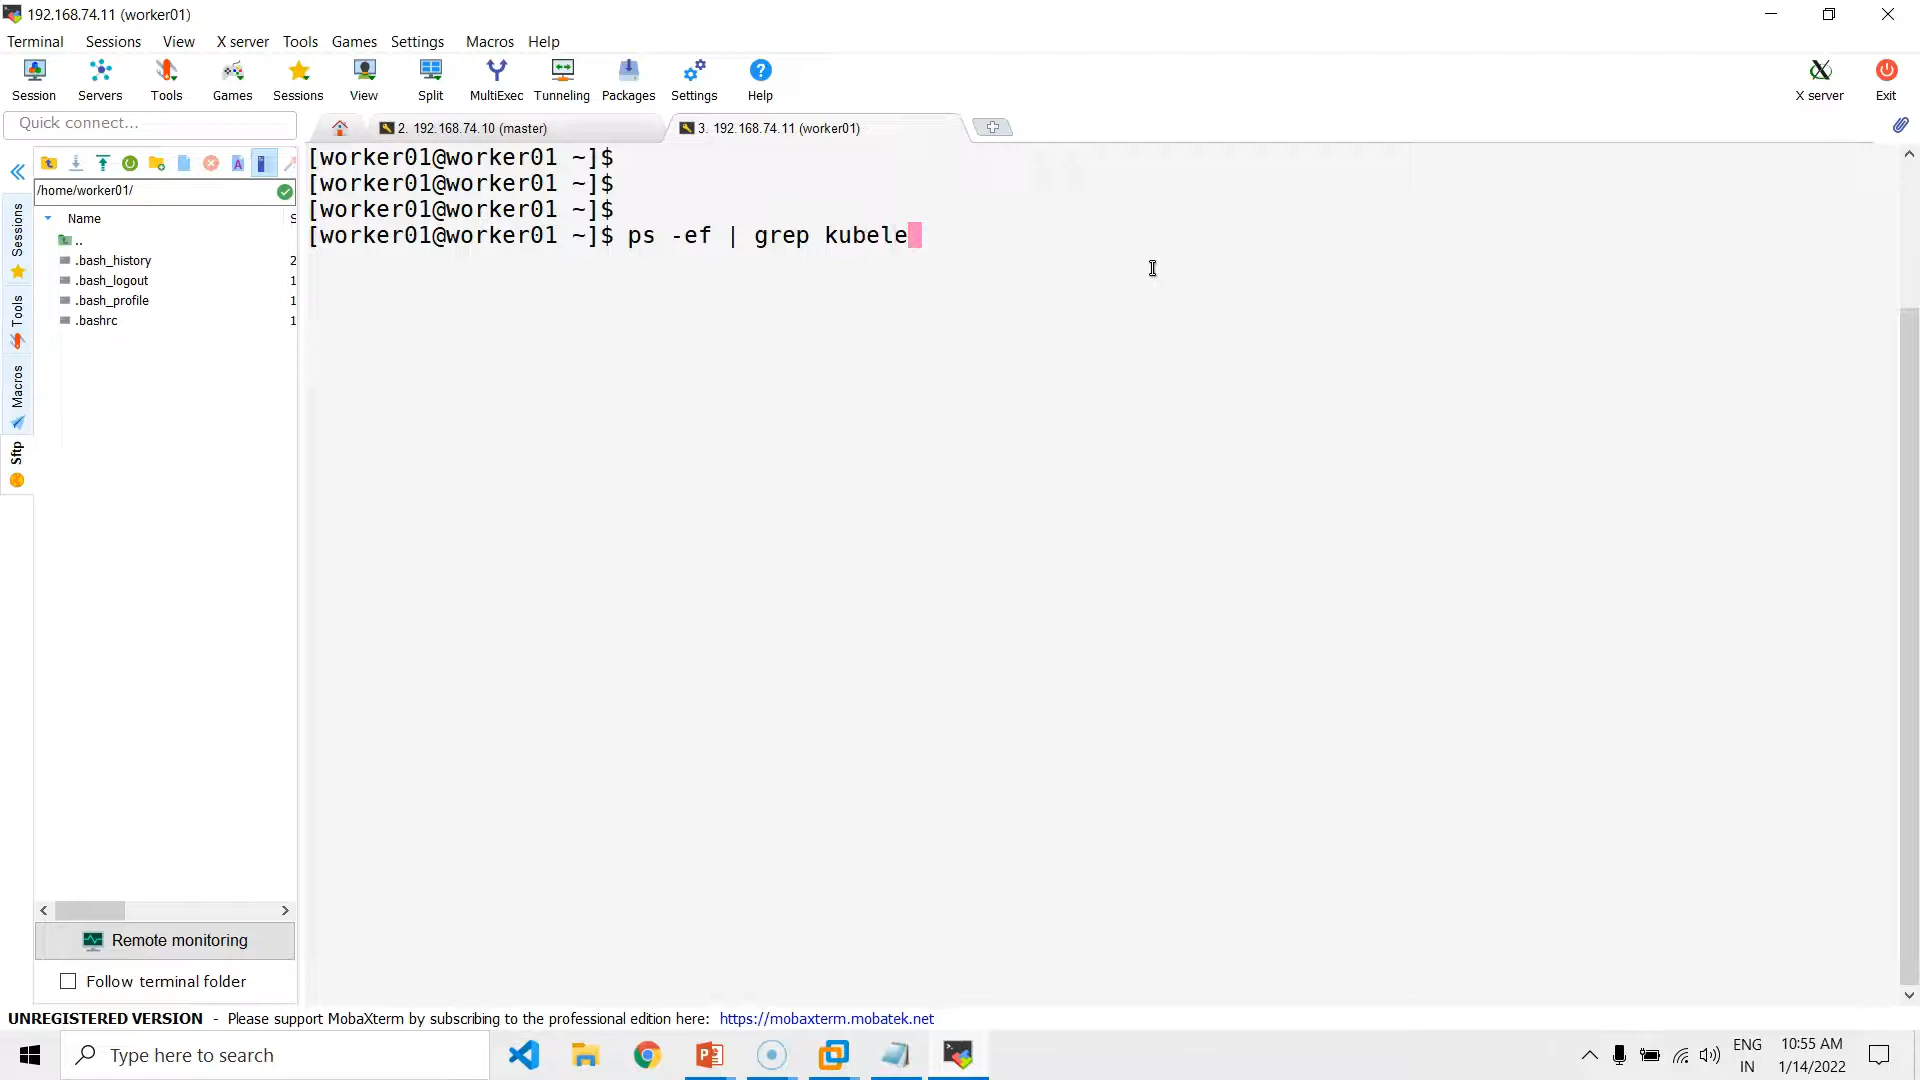 192.168.74.11 (worker01)
Terminal Sessions View X server Tools Games Settings Macros Help
Session Servers Tools Games Sessions View Split MultiExec Tunneling Packages Settings Help X server Exit
Quick connect...
2. 192.168.74.10 (master)
3. 192.168.74.11 (worker01)
/home/worker01/
Name S
..
.bash_history 2
.bash_logout 1
.bash_profile 1
.bashrc 1
Sessions
Tools
Macros
Sftp
[worker01@worker01 ~]$
[worker01@worker01 ~]$
[worker01@worker01 ~]$
[worker01@worker01 ~]$ ps -ef | grep kubele
Remote monitoring
Follow terminal folder
UNREGISTERED VERSION - Please support MobaXterm by subscribing to the professional edition here: https://mobaxterm.mobatek.net
Type here to search
ENG
IN
10:55 AM
1/14/2022